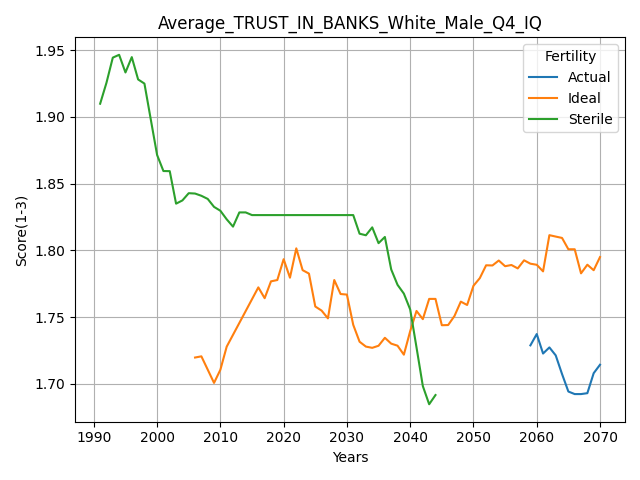 Average_TRUST_IN_BANKS_White_Male_Q4_IQ
Fertility
Actual
Ideal
Sterile
Score(1-3)
1.95
1.90
1.85
1.80
1.75
1.70
1990 2000 2010 2020 2030 2040 2050 2060 2070
Years